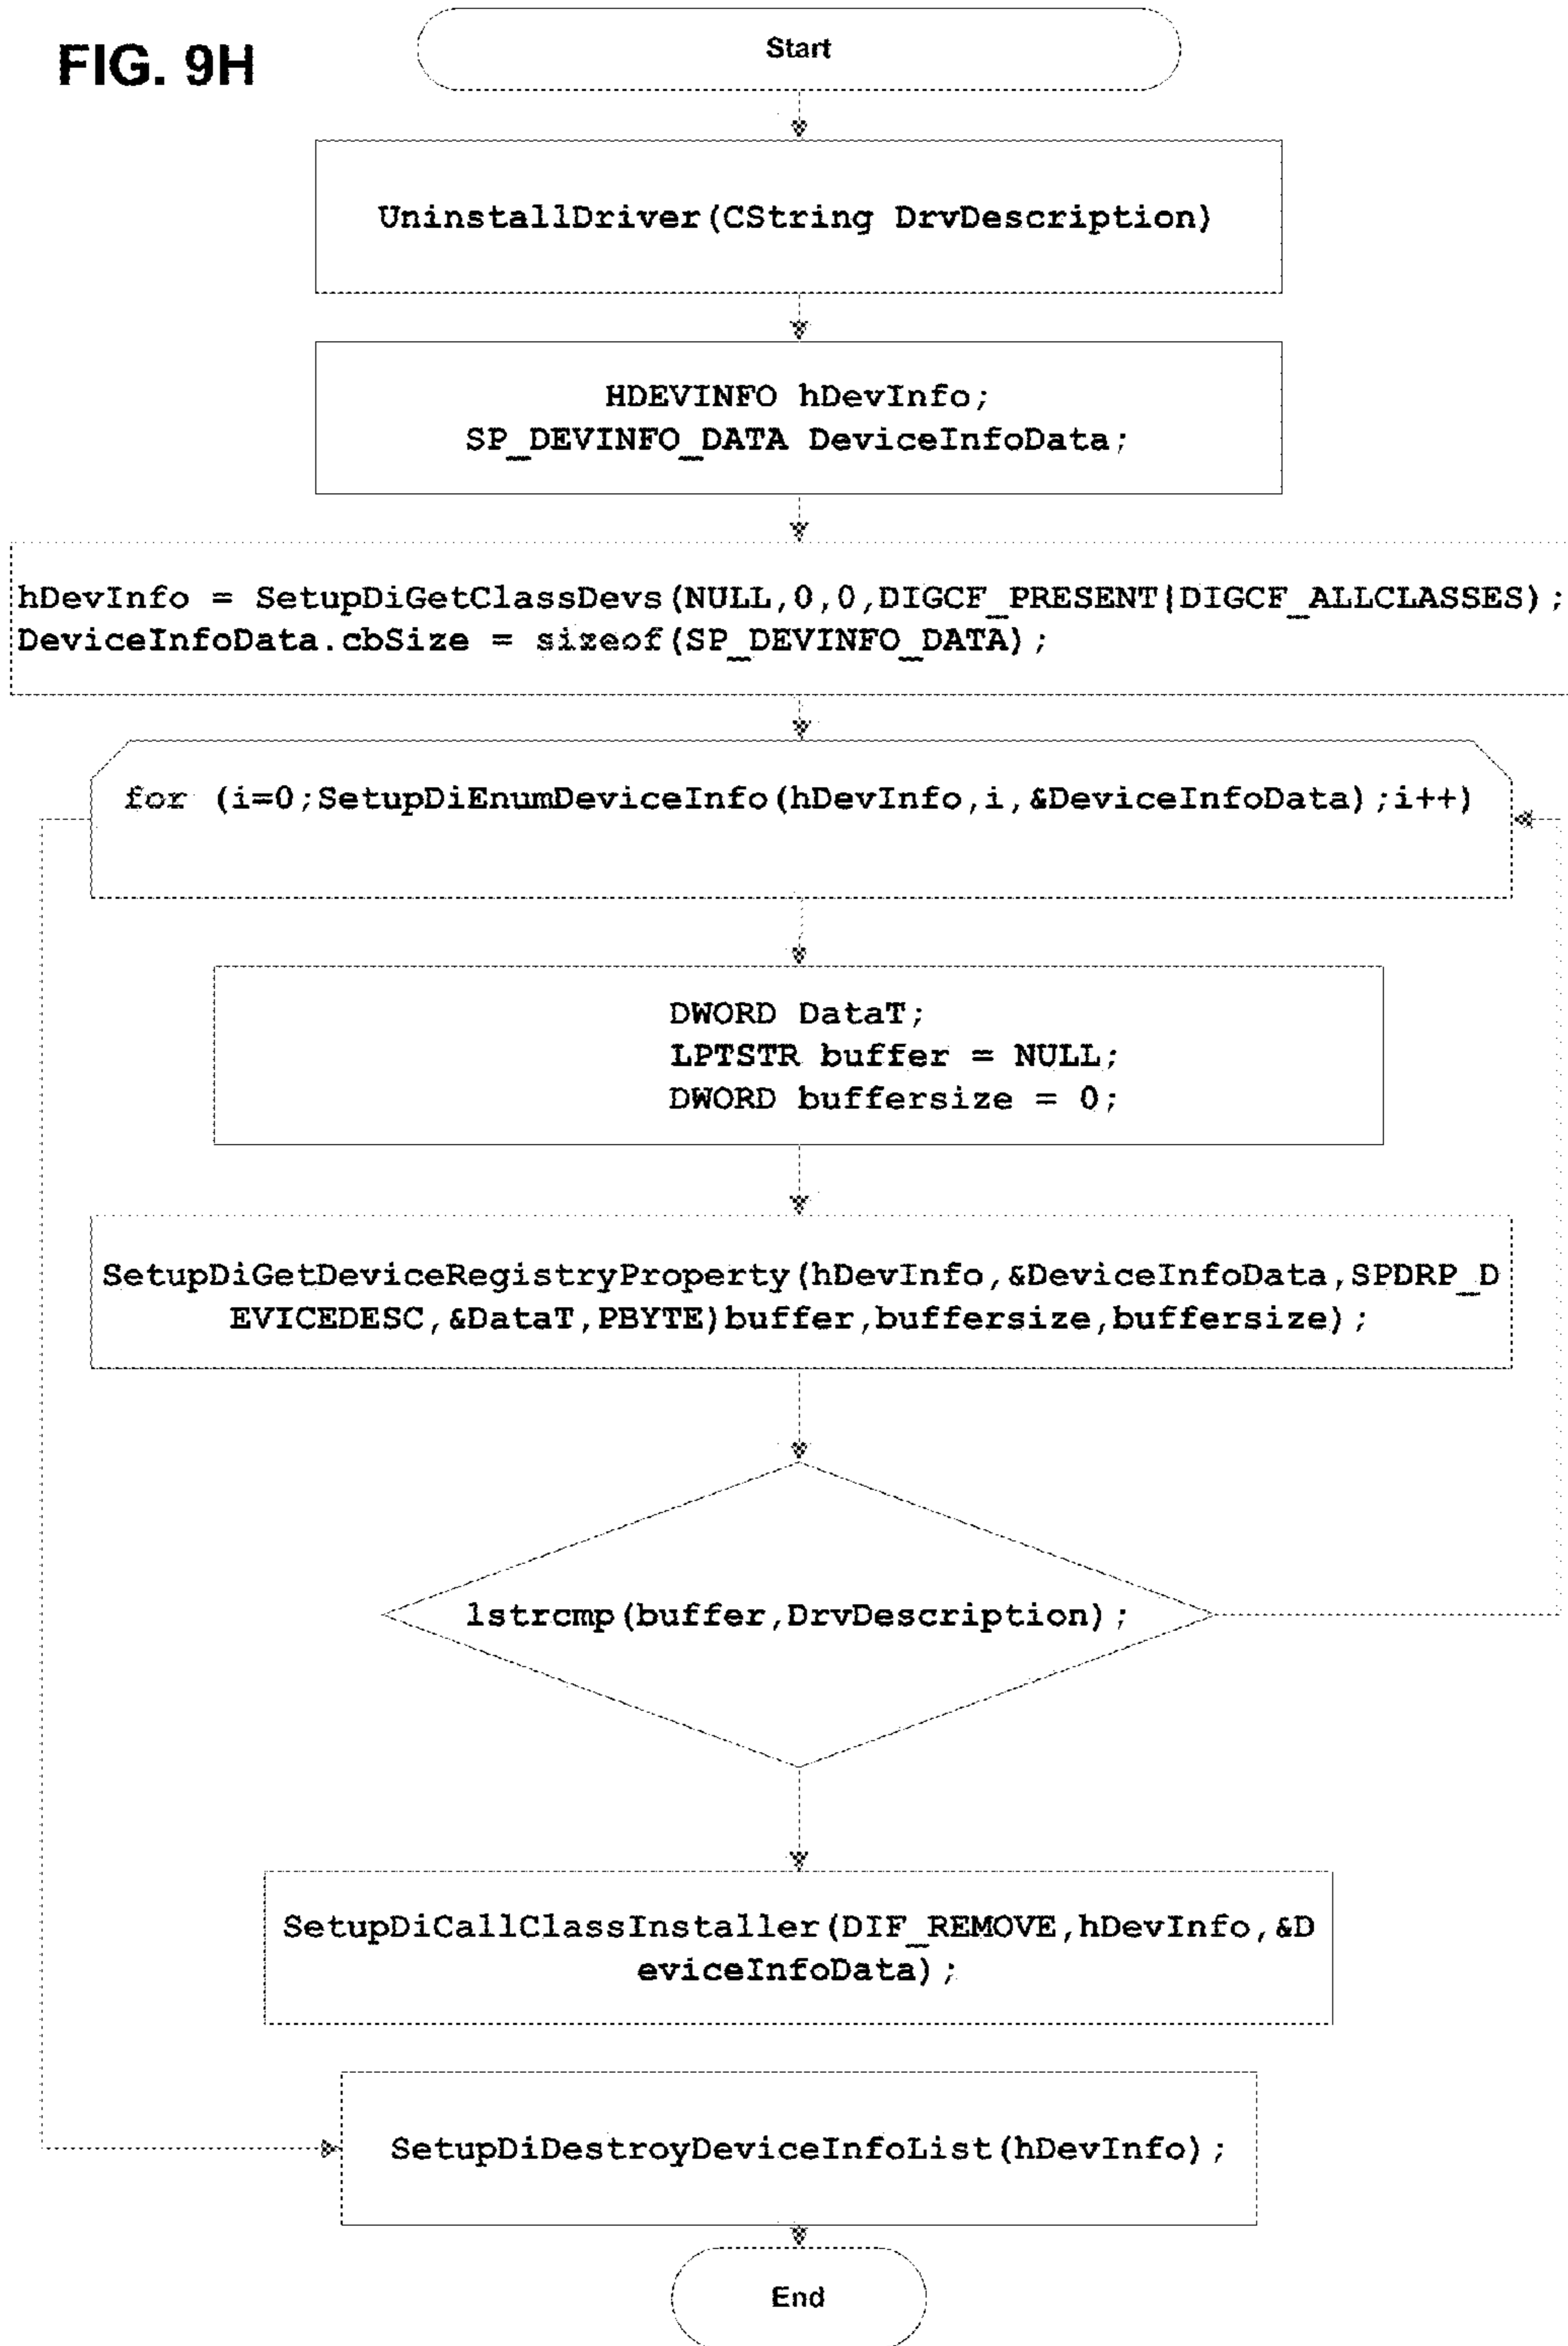 FIG. 9H
Start
UninstallDriver(CString DrvDescription)
HDEVINFO hDevInfo;
SP_DEVINFO_DATA DeviceInfoData;
hDevInfo = SetupDiGetClassDevs(NULL,0,0,DIGCF_PRESENT|DIGCF_ALLCLASSES);
DeviceInfoData.cbSize = sizeof(SP_DEVINFO_DATA);
for (i=0;SetupDiEnumDeviceInfo(hDevInfo,i,&DeviceInfoData);i++)
DWORD DataT;
LPTSTR buffer = NULL;
DWORD buffersize = 0;
SetupDiGetDeviceRegistryProperty(hDevInfo,&DeviceInfoData,SPDRP_D
EVICEDESC,&DataT,PBYTE)buffer,buffersize,buffersize);
lstrcmp(buffer,DrvDescription);
SetupDiCallClassInstaller(DIF_REMOVE,hDevInfo,&D
eviceInfoData);
SetupDiDestroyDeviceInfoList(hDevInfo);
End